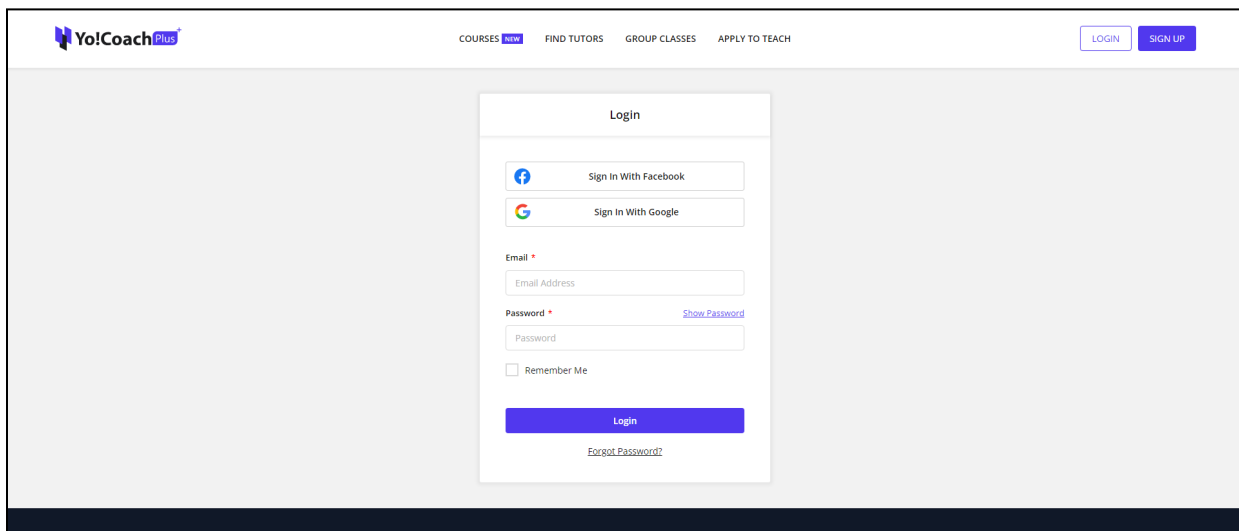 Yo!Coach Plus+
COURSES NEW FIND TUTORS GROUP CLASSES APPLY TO TEACH
LOGIN SIGN UP
Login
Sign In With Facebook
Sign In With Google
Email *
Email Address
Password * Show Password
Password
Remember Me
Login
Forgot Password?